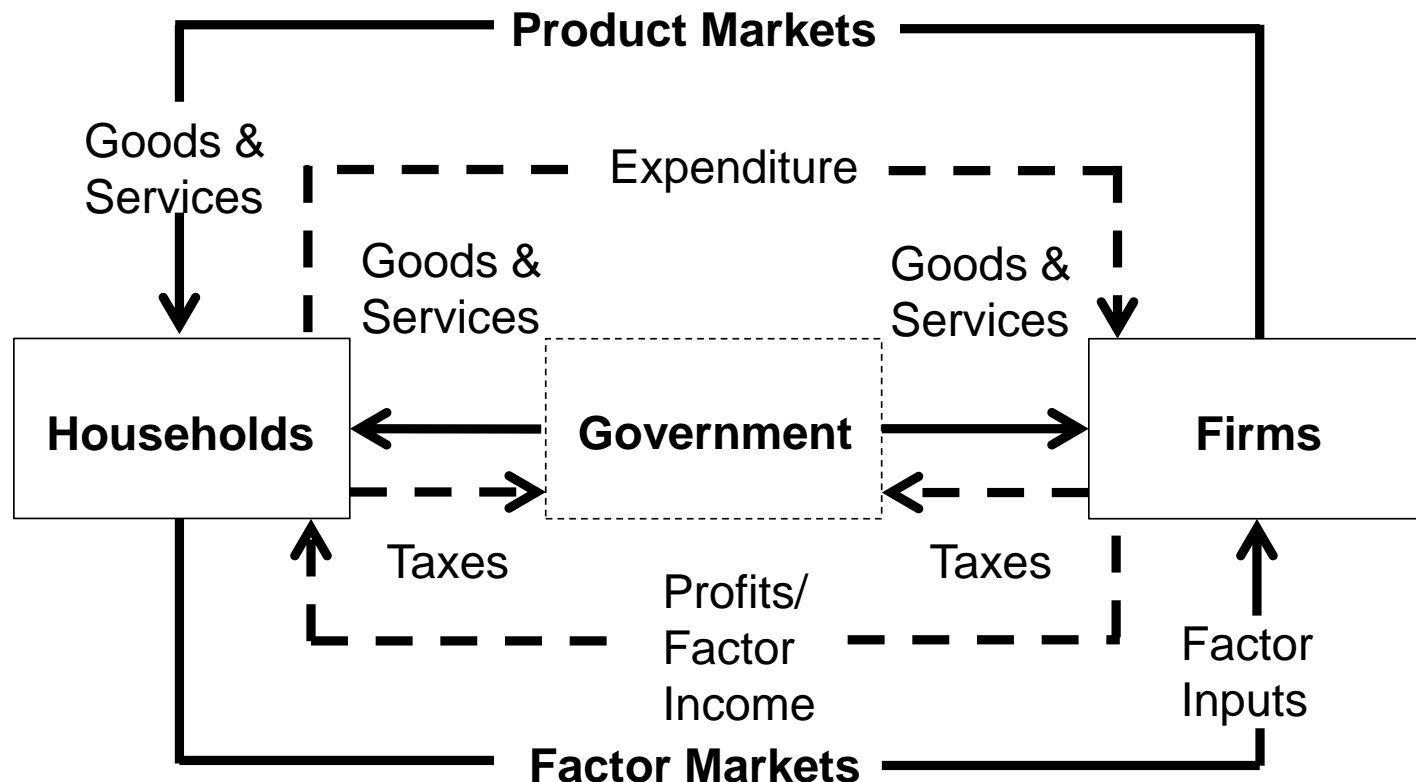 Product Markets
Goods &
Services
Expenditure
Goods &
Services
Goods &
Services
Households
Government
Firms
Taxes
Taxes
Profits/
Factor
Income
Factor
Inputs
Factor Markets